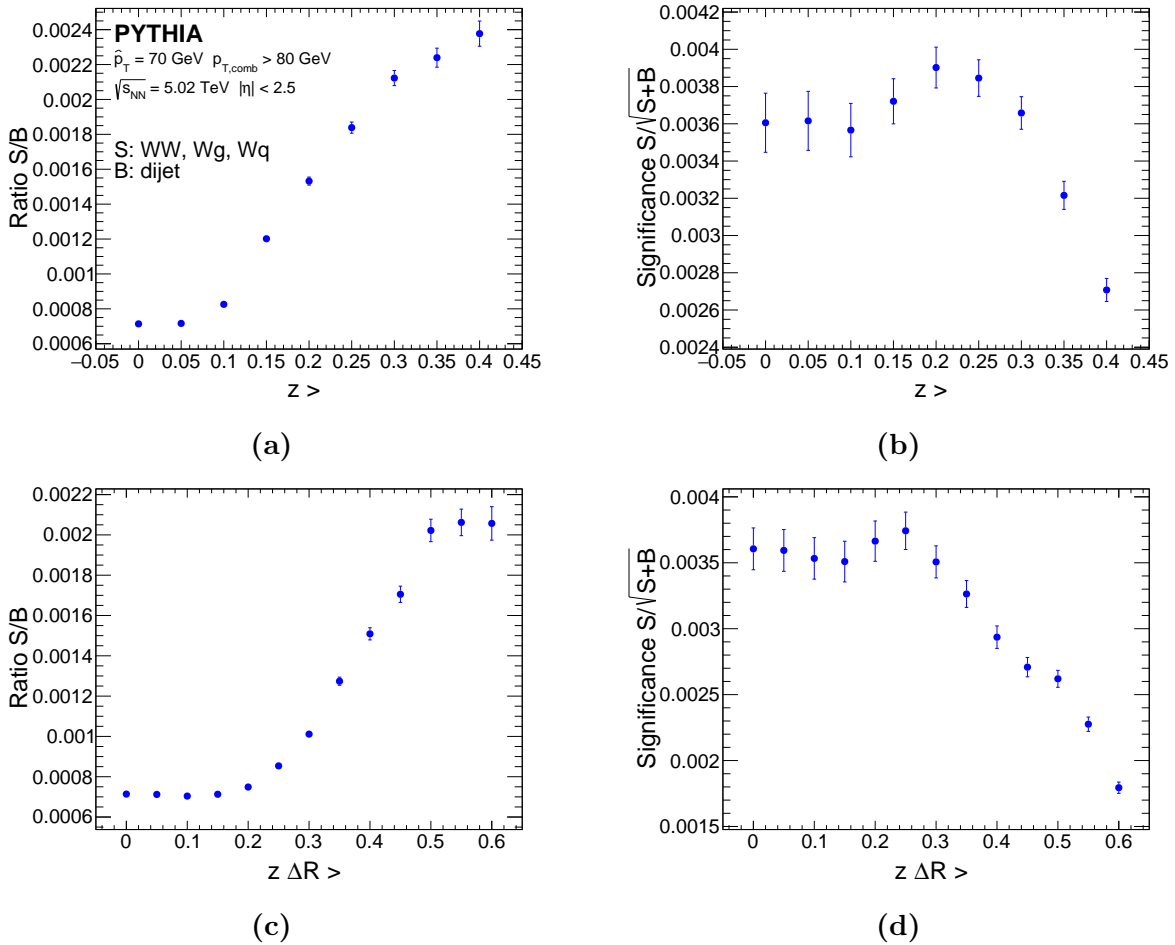 PYTHIA
p̂T = 70 GeV pT,comb > 80 GeV
√sNN = 5.02 TeV |η| < 2.5
S: WW, Wg, Wq
B: dijet
Ratio S/B
0.0024
0.0022
0.002
0.0018
0.0016
0.0014
0.0012
0.001
0.0008
0.0006
−0.05 0 0.05 0.1 0.15 0.2 0.25 0.3 0.35 0.4 0.45
z >
(a)
Significance S/√S+B
0.0042
0.004
0.0038
0.0036
0.0034
0.0032
0.003
0.0028
0.0026
0.0024
−0.05 0 0.05 0.1 0.15 0.2 0.25 0.3 0.35 0.4 0.45
z >
(b)
Ratio S/B
0.0022
0.002
0.0018
0.0016
0.0014
0.0012
0.001
0.0008
0.0006
0 0.1 0.2 0.3 0.4 0.5 0.6
z ΔR >
(c)
Significance S/√S+B
0.004
0.0035
0.003
0.0025
0.002
0.0015
0 0.1 0.2 0.3 0.4 0.5 0.6
z ΔR >
(d)